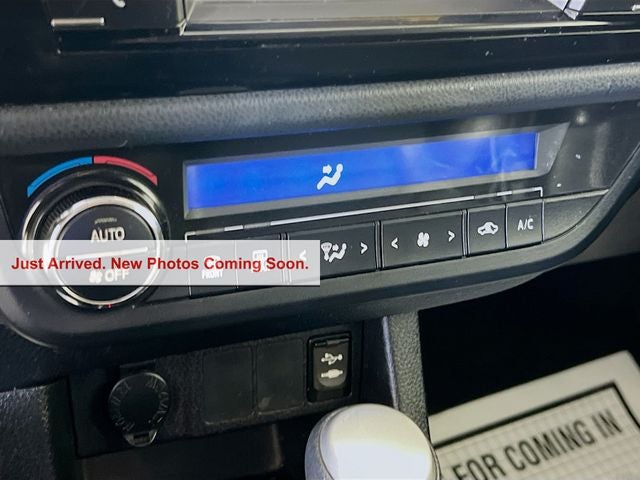 AUTO
OFF
FRONT
A/C
Just Arrived. New Photos Coming Soon.
FOR COMING IN